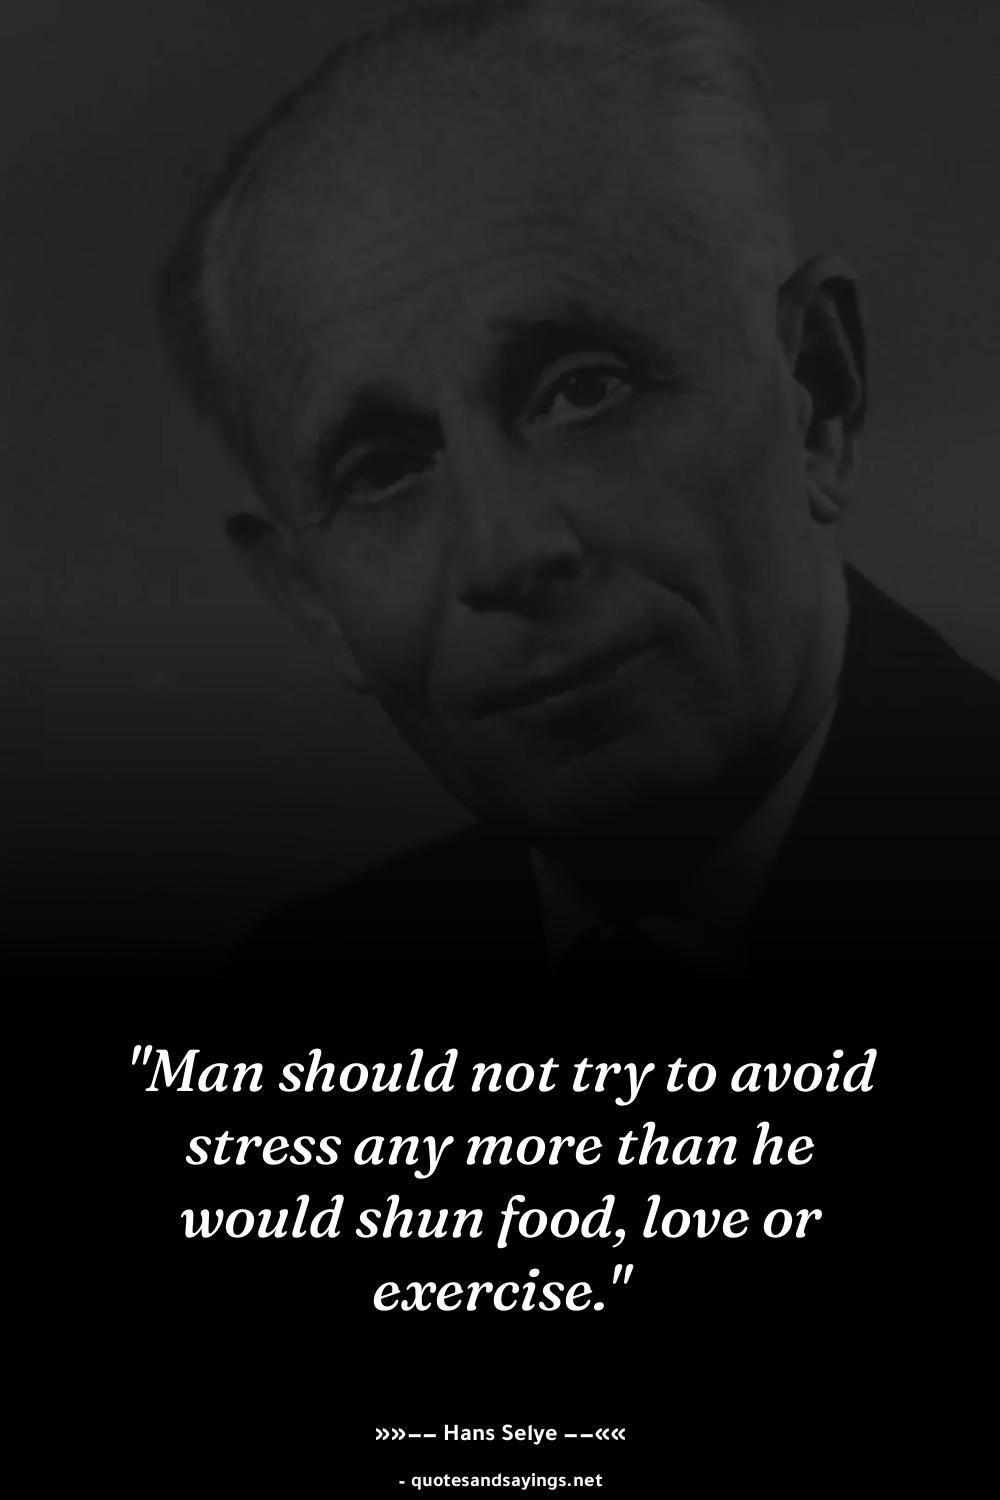 "Man should not try to avoid
stress any more than he
would shun food, love or
exercise."
»»–– Hans Selye ––««
- quotesandsayings.net